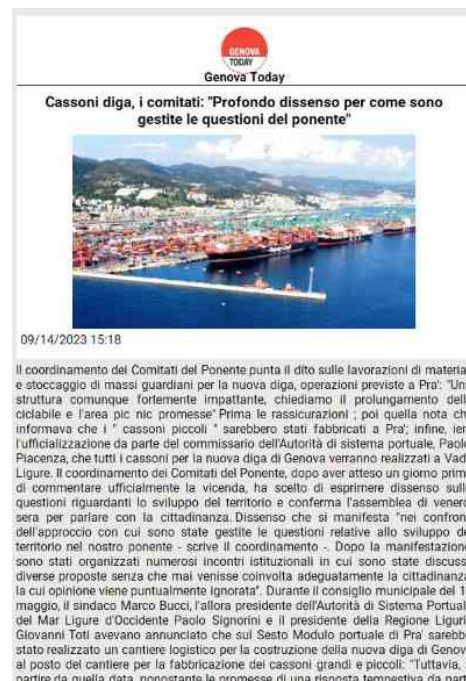 GENOVA
TODAY
Genova Today
Cassoni diga, i comitati: "Profondo dissenso per come sono
gestite le questioni del ponente"
09/14/2023 15:18
Il coordinamento dei Comitati del Ponente punta il dito sulle lavorazioni di materia
e stoccaggio di massi guardiani per la nuova diga, operazioni previste a Pra': "Un
struttura comunque fortemente impattante, chiediamo il prolungamento dell
ciclabile e l'area pic nic promesse" Prima le rassicurazioni ; poi quella nota ch
informava che i " cassoni piccoli " sarebbero stati fabbricati a Pra'; infine, ier
l'ufficializzazione da parte del commissario dell'Autorità di sistema portuale, Paol
Piacenza, che tutti i cassoni per la nuova diga di Genova verranno realizzati a Vad
Ligure. Il coordinamento dei Comitati del Ponente, dopo aver atteso un giorno prim
di commentare ufficialmente la vicenda, ha scelto di esprimere dissenso sull
questioni riguardanti lo sviluppo del territorio e conferma l'assemblea di venerd
sera per parlare con la cittadinanza. Dissenso che si manifesta "nei confron
dell'approccio con cui sono state gestite le questioni relative allo sviluppo de
territorio nel nostro ponente - scrive il coordinamento -. Dopo la manifestazion
sono stati organizzati numerosi incontri istituzionali in cui sono state discuss
diverse proposte senza che mai venisse coinvolta adeguatamente la cittadinanz
la cui opinione viene puntualmente ignorata". Durante il consiglio municipale del 1
maggio, il sindaco Marco Bucci, l'allora presidente dell'Autorità di Sistema Portual
del Mar Ligure d'Occidente Paolo Signorini e il presidente della Regione Liguri
Giovanni Toti avevano annunciato che sul Sesto Modulo portuale di Pra' sarebb
stato realizzato un cantiere logistico per la costruzione della nuova diga di Genov
al posto del cantiere per la fabbricazione dei cassoni grandi e piccoli: "Tuttavia,
partire da quella data, nonostante le promesse di una risposta tempestiva da part